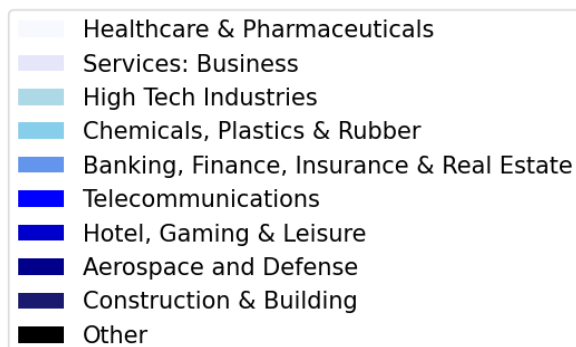 Healthcare & Pharmaceuticals
Services: Business
High Tech Industries
Chemicals, Plastics & Rubber
Banking, Finance, Insurance & Real Estate
Telecommunications
Hotel, Gaming & Leisure
Aerospace and Defense
Construction & Building
Other